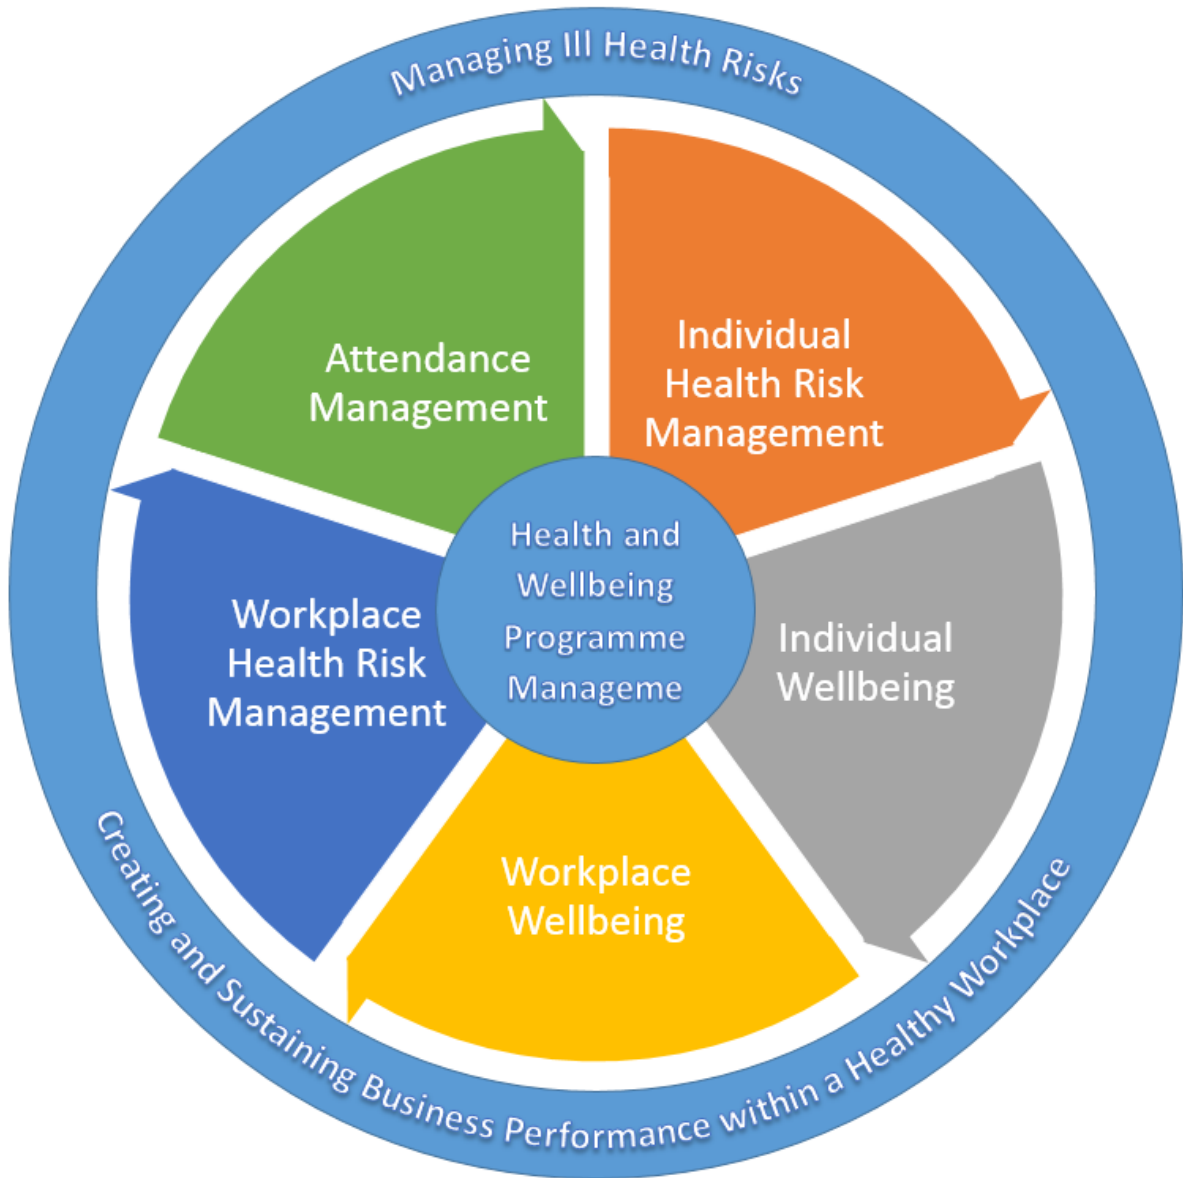 Managing Ill Health Risks
Attendance
Management
Individual
Health Risk
Management
Health and
Wellbeing
Programme
Manageme
Workplace
Health Risk
Management
Individual
Wellbeing
Workplace
Wellbeing
Creating and Sustaining Business Performance within a Healthy Workplace